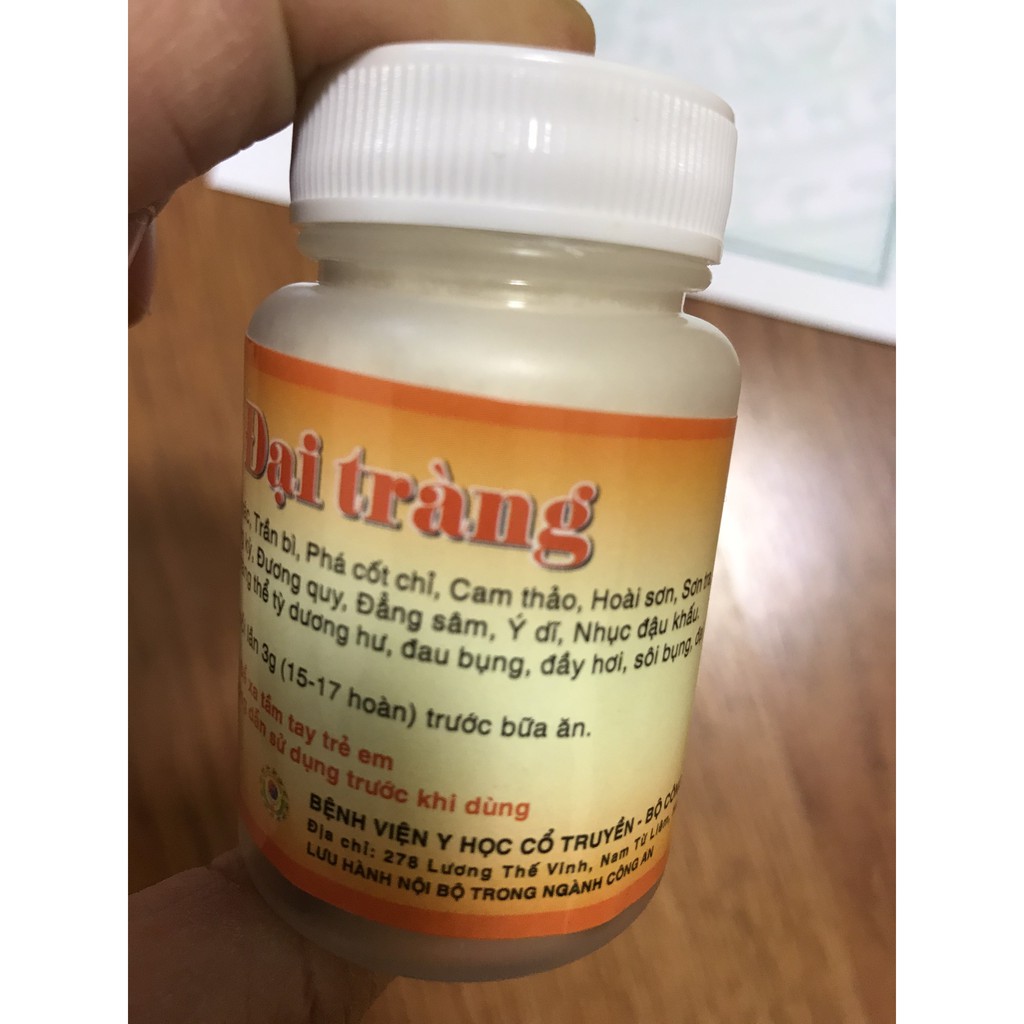 Đại tràng
Trần bì, Phá cốt chỉ, Cam thảo, Hoài sơn, Sơn
Đương quy, Đẳng sâm, Ý dĩ, Nhục đậu khấu.
thể tỳ dương hư, đau bụng, đầy hơi, sôi bụng,
lần 3g (15-17 hoàn) trước bữa ăn.
xa tầm tay trẻ em
dẫn sử dụng trước khi dùng
BỆNH VIỆN Y HỌC CỔ TRUYỀN - BỘ CÔNG
Địa chỉ: 278 Lương Thế Vinh, Nam Từ Liêm,
LƯU HÀNH NỘI BỘ TRONG NGÀNH CÔNG AN